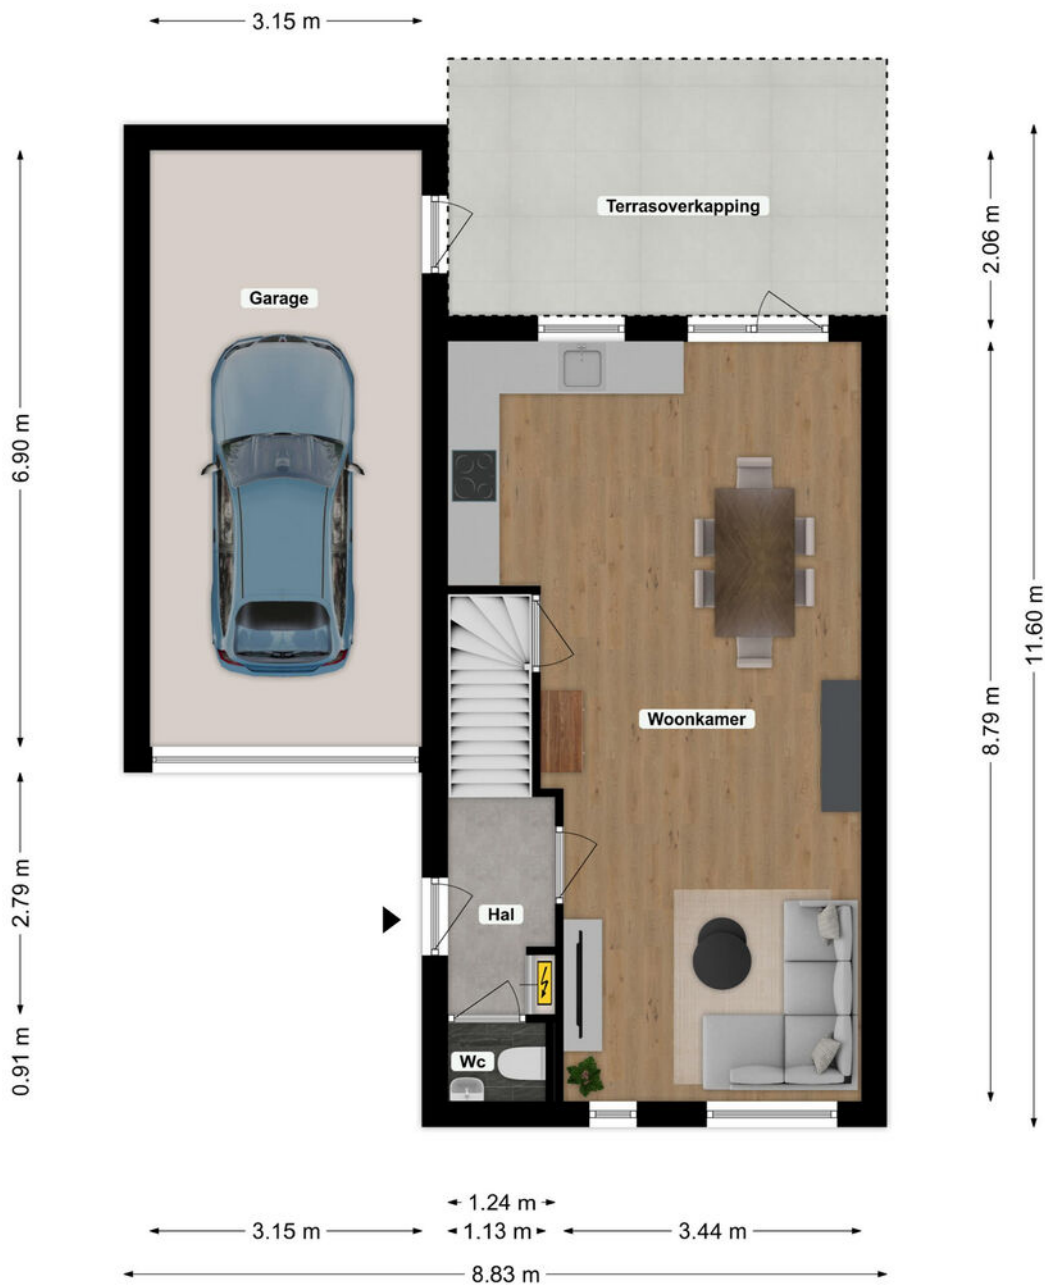 3.15 m
Terrasoverkapping
2.06 m
Garage
6.90 m
11.60 m
Woonkamer
8.79 m
2.79 m
Hal
0.91 m
Wc
1.24 m
3.15 m
1.13 m
3.44 m
8.83 m